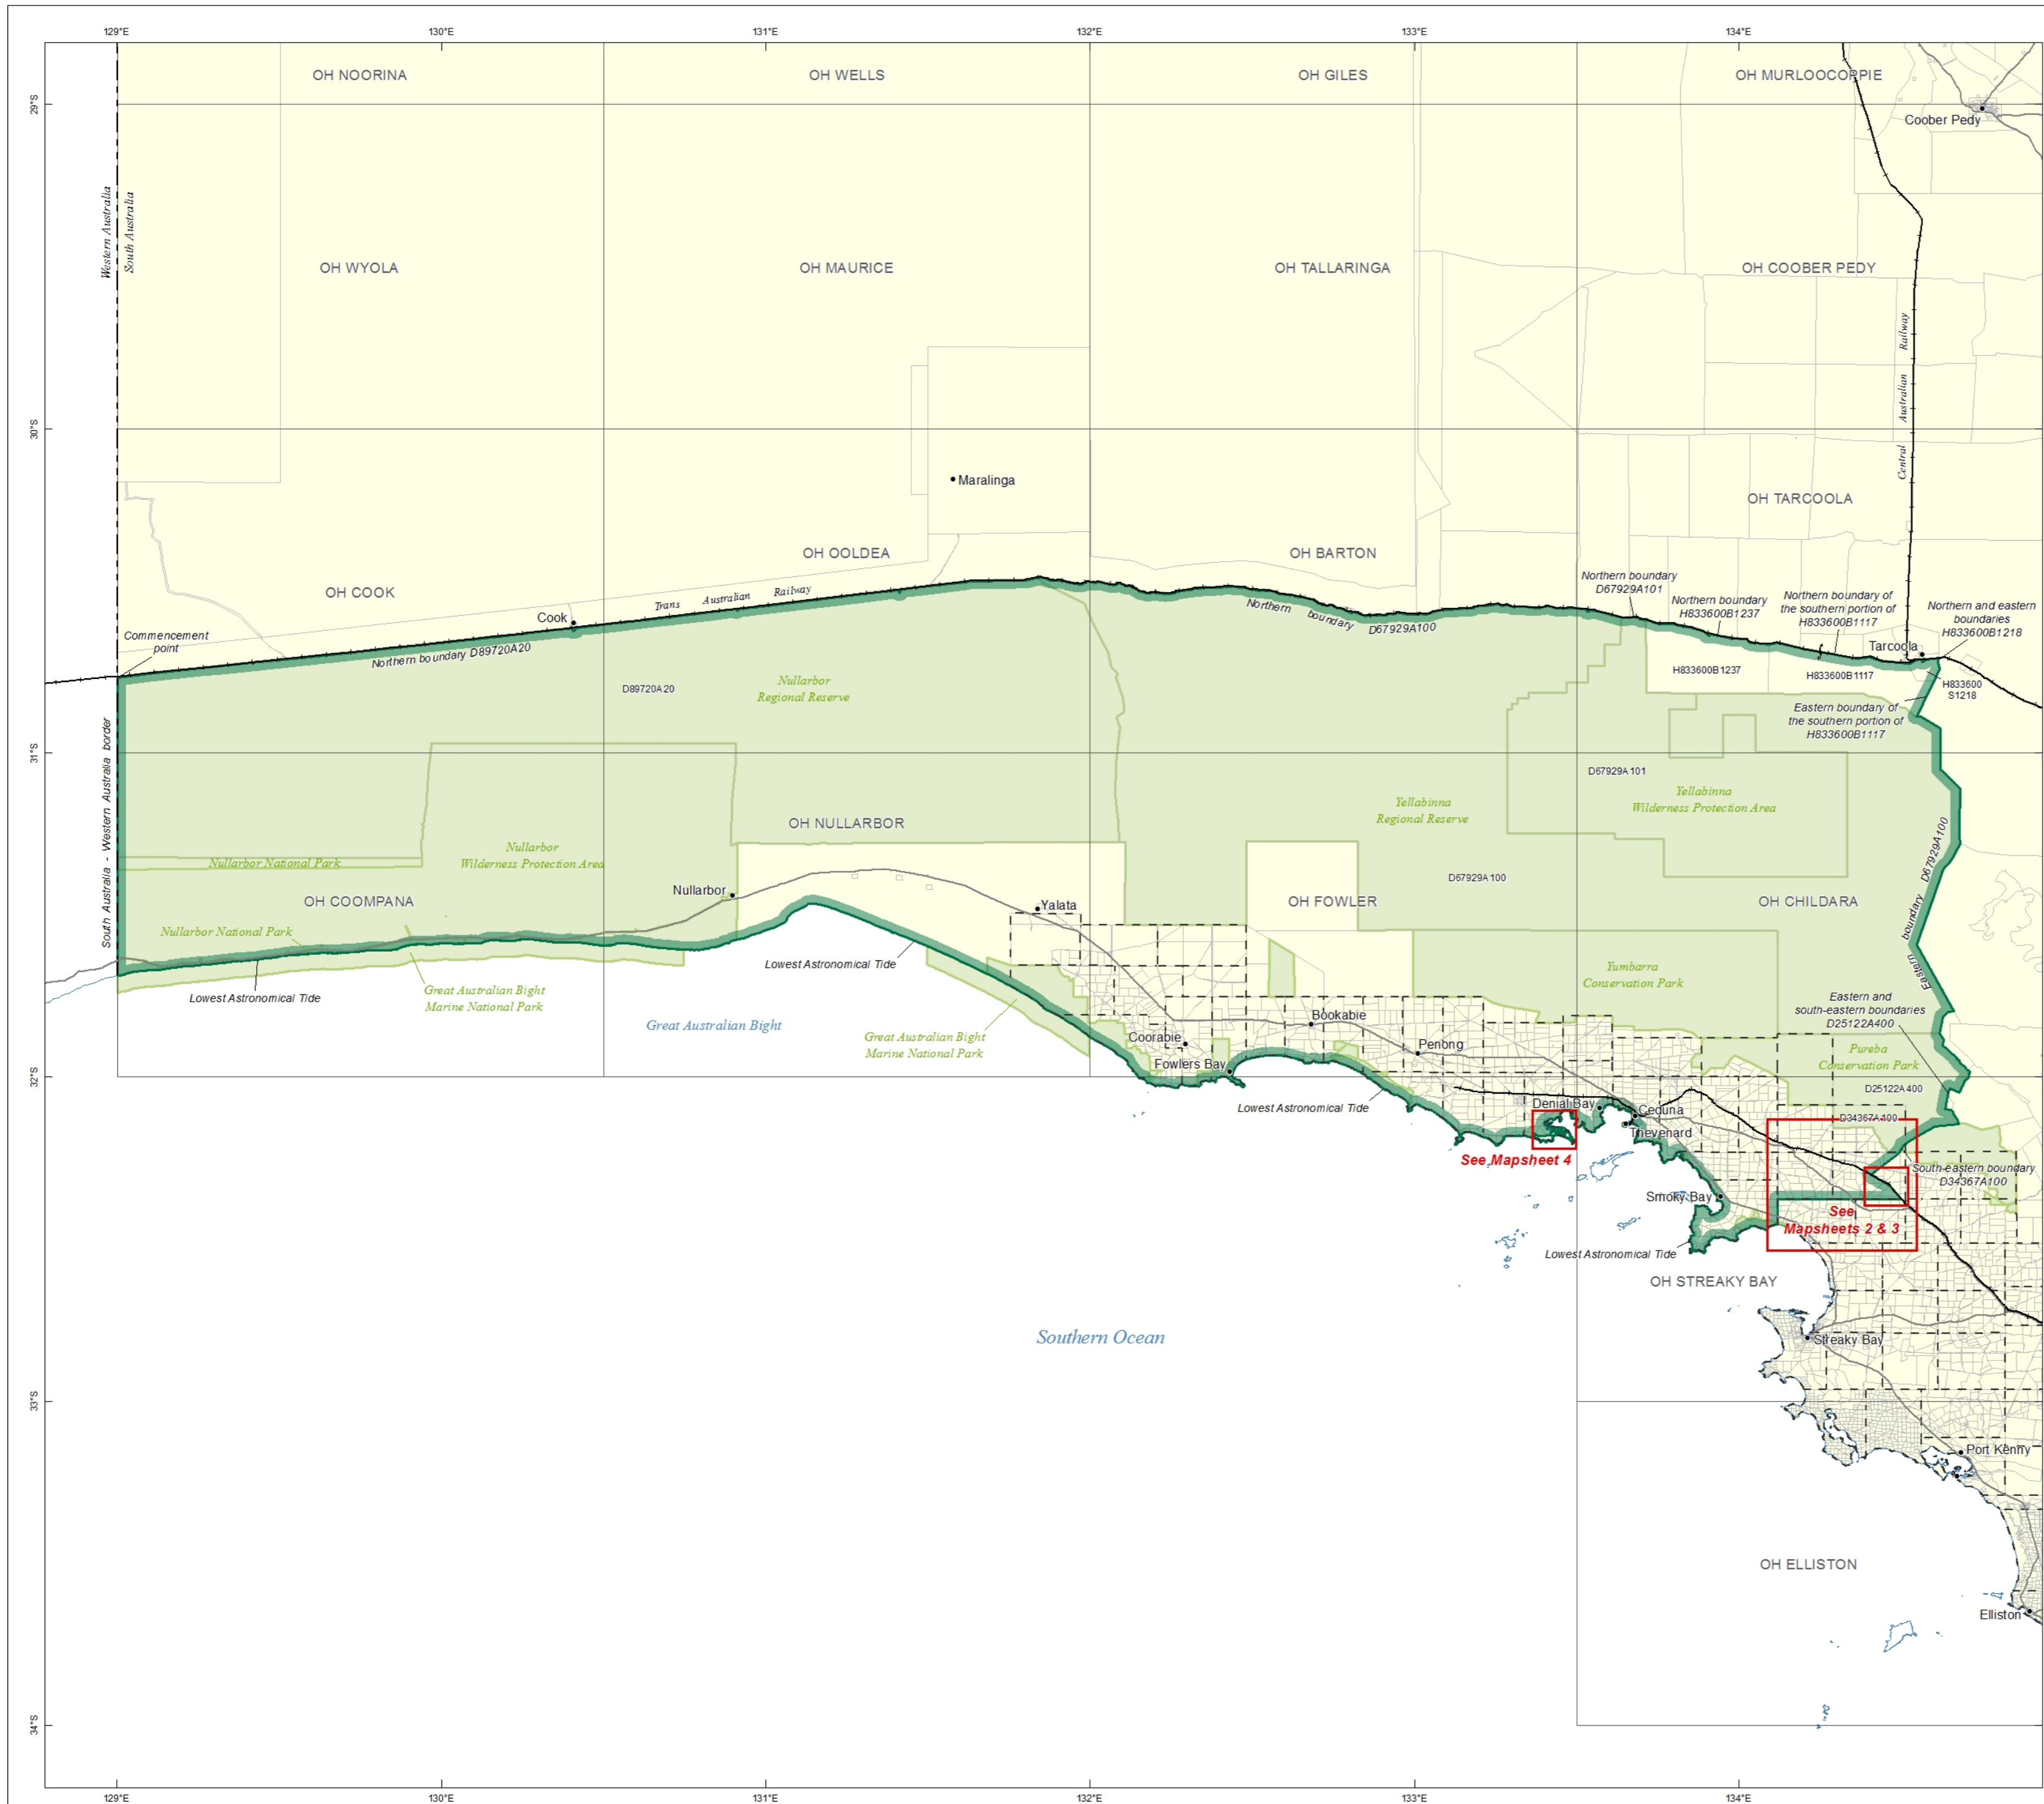 129°E 130°E 131°E 132°E 133°E 134°E
OH NOORINA
OH WELLS
OH GILES
OH MURLOOCOPPIE
29°S
Coober Pedy
Western Australia
South Australia
OH WYOLA
OH MAURICE
OH TALLARINGA
OH COOBER PEDY
Central Australian Railway
30°S
Maralinga
OH TARCOOLA
OH COOK
OH OOLDEA
OH BARTON
Trans Australian Railway
Cook
Commencement
point
Northern boundary D89720A20
Northern boundary D67929A100
Northern boundary
D67929A101
Northern boundary
H833600B1237
Northern boundary of
the southern portion of
H833600B1117
Northern and eastern
boundaries
H833600B1218
Tarcoola
H833600B1237
H833600B1117
H833600
S1218
Eastern boundary of
the southern portion of
H833600B1117
D89720A20
Nullarbor
Regional Reserve
South Australia - Western Australia border
31°S
D67929A101
Yellabinna
Regional Reserve
Yellabinna
Wilderness Protection Area
OH NULLARBOR
Nullarbor National Park
Nullarbor
Wilderness Protection Area
D67929A100
Eastern boundary D67929A100
OH COOMPANA
Nullarbor
Yalata
OH FOWLER
OH CHILDARA
Nullarbor National Park
Lowest Astronomical Tide
Lowest Astronomical Tide
Great Australian Bight
Marine National Park
Great Australian Bight
Great Australian Bight
Marine National Park
Yumbarra
Conservation Park
Eastern and
south-eastern boundaries
D25122A400
Bookabie
Coorabie
Penong
Fowlers Bay
Pureba
Conservation Park
32°S
D25122A400
Lowest Astronomical Tide
Denial Bay
Ceduna
Thevenard
D34367A100
See Mapsheet 4
South-eastern boundary
D34367A100
Smoky Bay
See
Mapsheets 2 & 3
Lowest Astronomical Tide
OH STREAKY BAY
Southern Ocean
Streaky Bay
33°S
Port Kenny
OH ELLISTON
Elliston
34°S
129°E 130°E 131°E 132°E 133°E 134°E